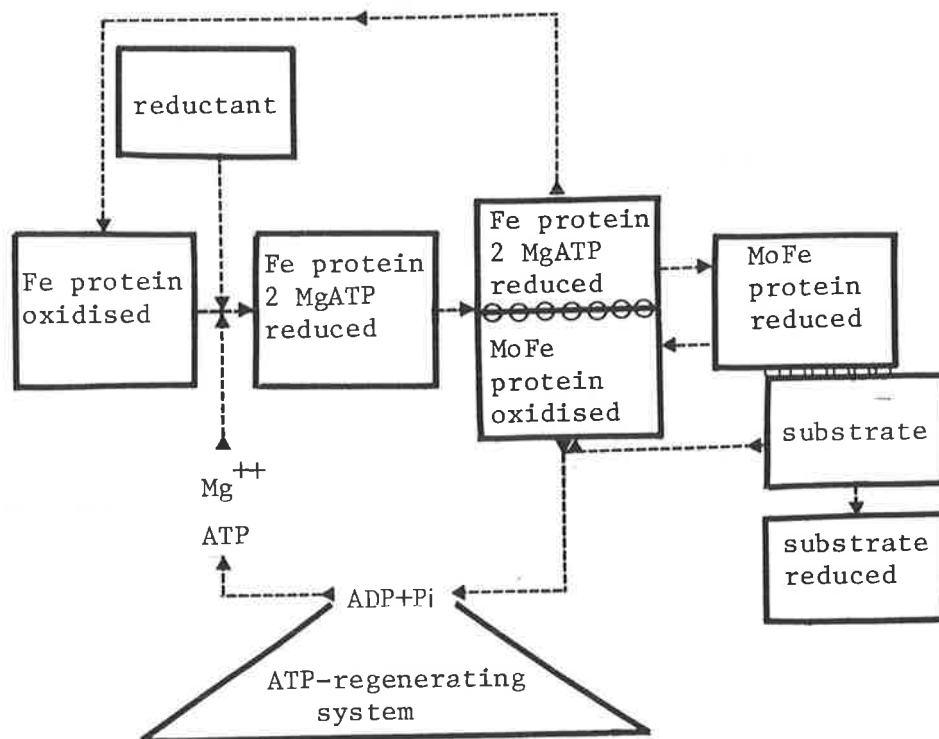 reductant
Fe protein
oxidised
Fe protein
2 MgATP
reduced
Fe protein
2 MgATP
reduced
MoFe
protein
oxidised
MoFe
protein
reduced
substrate
substrate
reduced
Mg++
ATP
ADP+Pi
ATP-regenerating
system